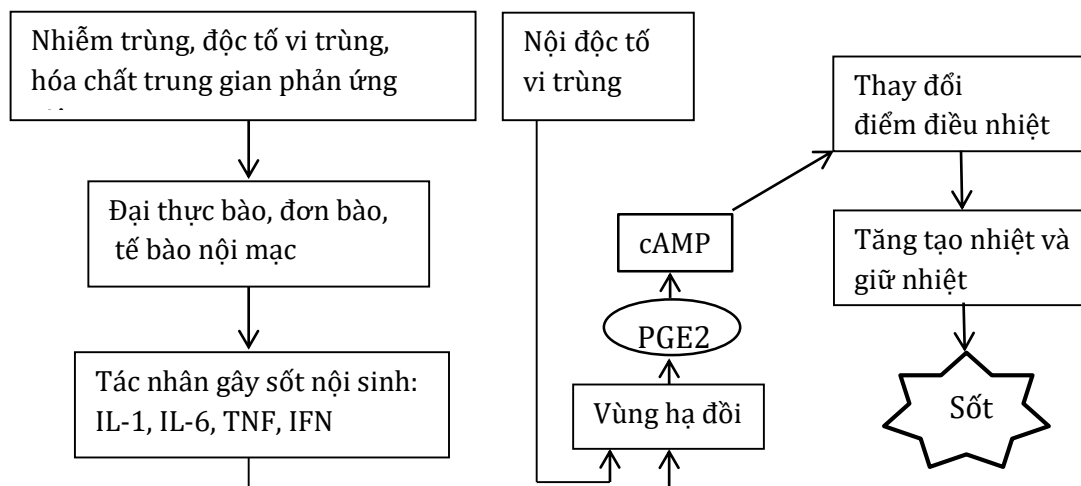 Nhiễm trùng, độc tố vi trùng,
hóa chất trung gian phản ứng
Nội độc tố
vi trùng
Thay đổi
điểm điều nhiệt
Đại thực bào, đơn bào,
tế bào nội mạc
cAMP
Tăng tạo nhiệt và
giữ nhiệt
PGE2
Tác nhân gây sốt nội sinh:
IL-1, IL-6, TNF, IFN
Vùng hạ đồi
Sốt